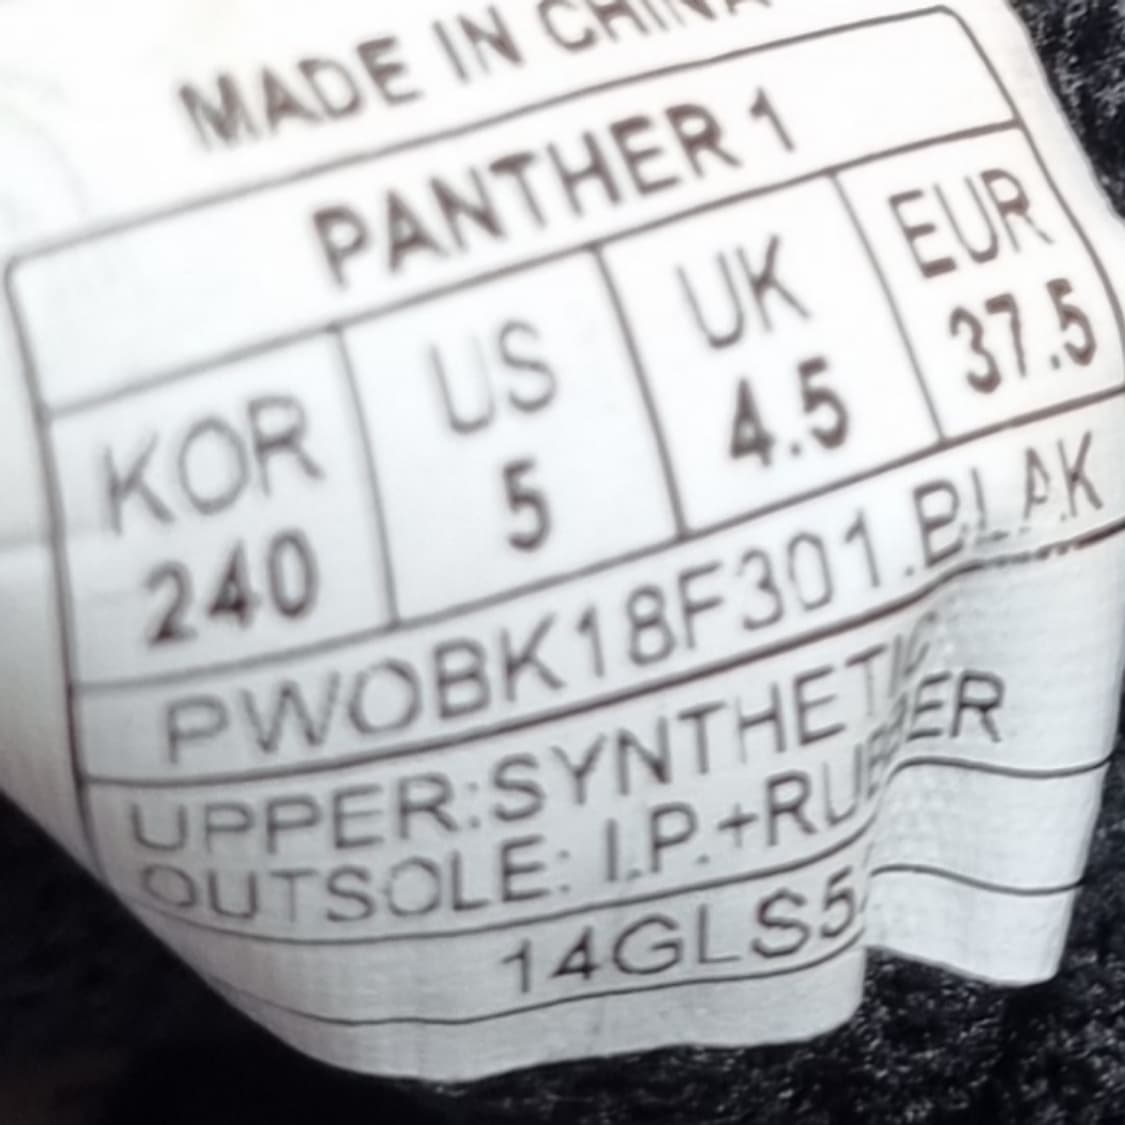 MADE IN CHINA
PANTHER 1
KOR US UK EUR
240 5 4.5 37.5
PWOBK18F301.BLAK
UPPER:SYNTHETIC
OUTSOLE: I.P.+RUBBER
14GLS5